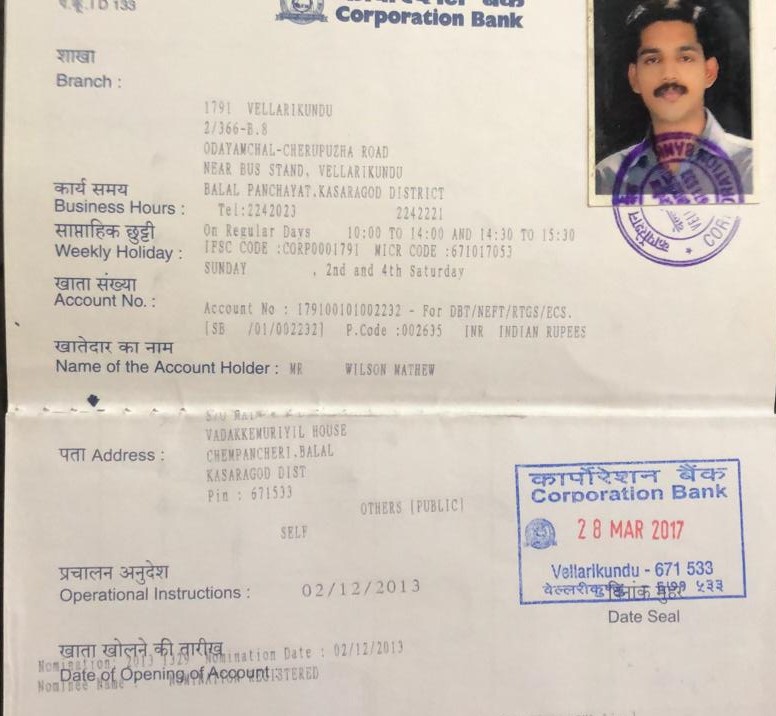 ए.क्यू. ID 133
Corporation Bank
शाखा
Branch :
1791 VELLARIKUNDU
2/366-B.8
ODAYAMCHAL-CHERUPUZHA ROAD
NEAR BUS STAND, VELLARIKUNDU
BALAL PANCHAYAT.KASARAGOD DISTRICT
कार्य समय
Business Hours : Tel:2242023 2242221
साप्ताहिक छुट्टी On Regular Days 10:00 TO 14:00 AND 14:30 TO 15:30
Weekly Holiday : IFSC CODE :CORP0001791 MICR CODE :671017053
SUNDAY , 2nd and 4th Saturday
खाता संख्या
Account No. : Account No : 179100101002232 - For DBT/NEFT/RTGS/ECS.
[SB /01/002232] P.Code :002635 INR INDIAN RUPEES
खातेदार का नाम
Name of the Account Holder : MR WILSON MATHEW
VADAKKEMURIYIL HOUSE
पता Address : CHEMPANCHERI,BALAL
KASARAGOD DIST
Pin : 671533
OTHERS [PUBLIC]
SELF
कार्पोरेशन बैंक
Corporation Bank
28 MAR 2017
Vellarikundu - 671 533
६७१ ५३३
Date Seal
प्रचालन अनुदेश
Operational Instructions : 02/12/2013
खाता खोलने की तारीख
Nomination: 2013 1329 Nomination Date : 02/12/2013
Date of Opening of Account :
Nominee Name : NOMINATION REGISTERED